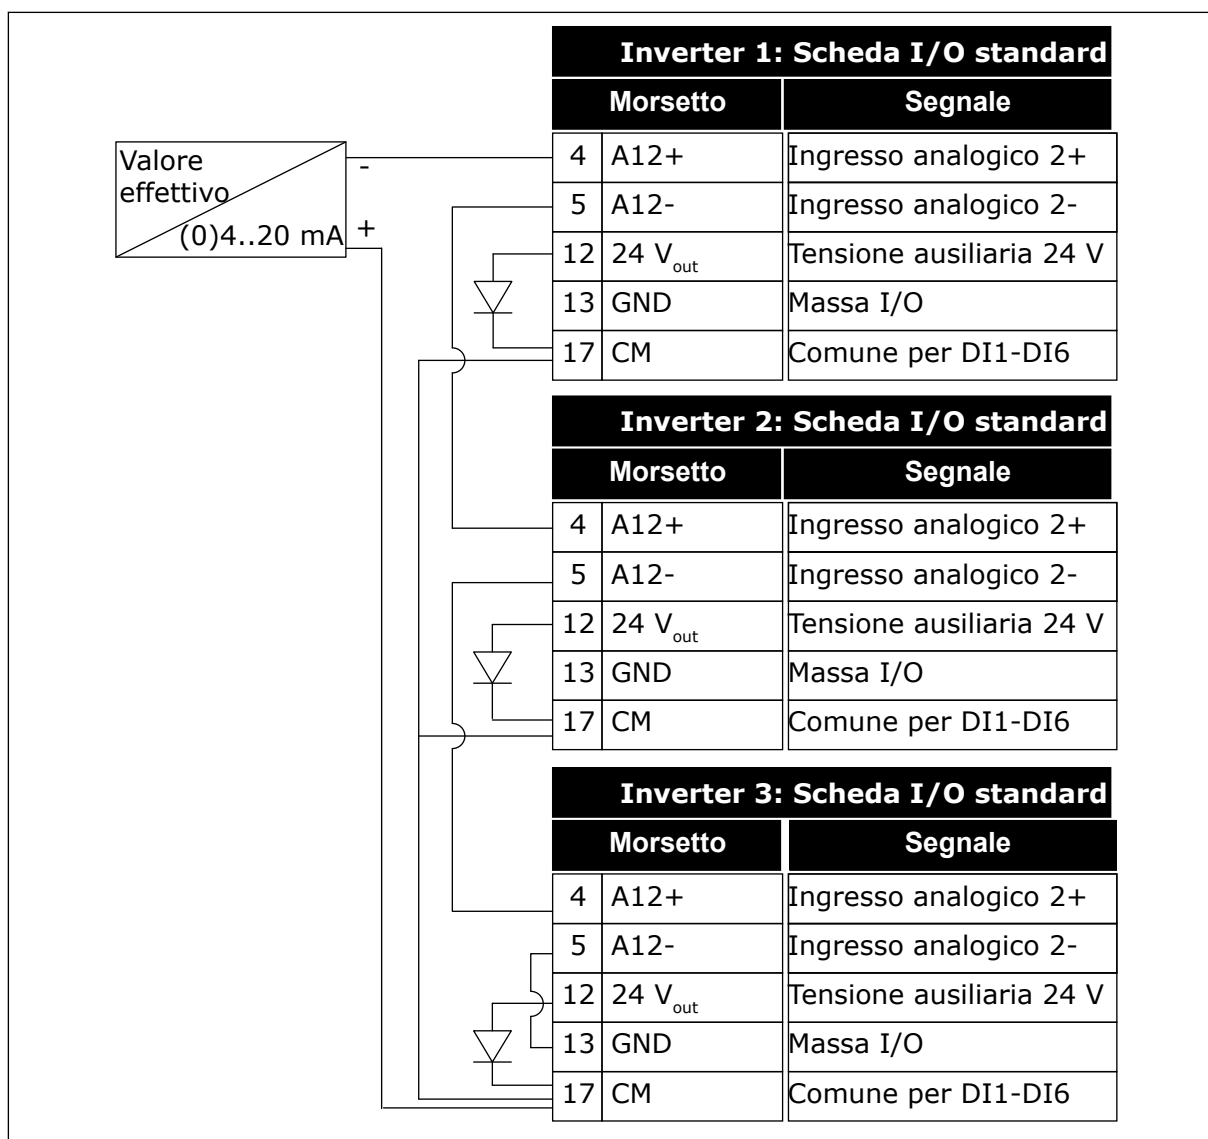 Inverter 1: Scheda I/O standard
Morsetto Segnale
Valore
effettivo
(0)4..20 mA
-
+
4 A12+ Ingresso analogico 2+
5 A12- Ingresso analogico 2-
12 24 Vout Tensione ausiliaria 24 V
13 GND Massa I/O
17 CM Comune per DI1-DI6
Inverter 2: Scheda I/O standard
Morsetto Segnale
4 A12+ Ingresso analogico 2+
5 A12- Ingresso analogico 2-
12 24 Vout Tensione ausiliaria 24 V
13 GND Massa I/O
17 CM Comune per DI1-DI6
Inverter 3: Scheda I/O standard
Morsetto Segnale
4 A12+ Ingresso analogico 2+
5 A12- Ingresso analogico 2-
12 24 Vout Tensione ausiliaria 24 V
13 GND Massa I/O
17 CM Comune per DI1-DI6